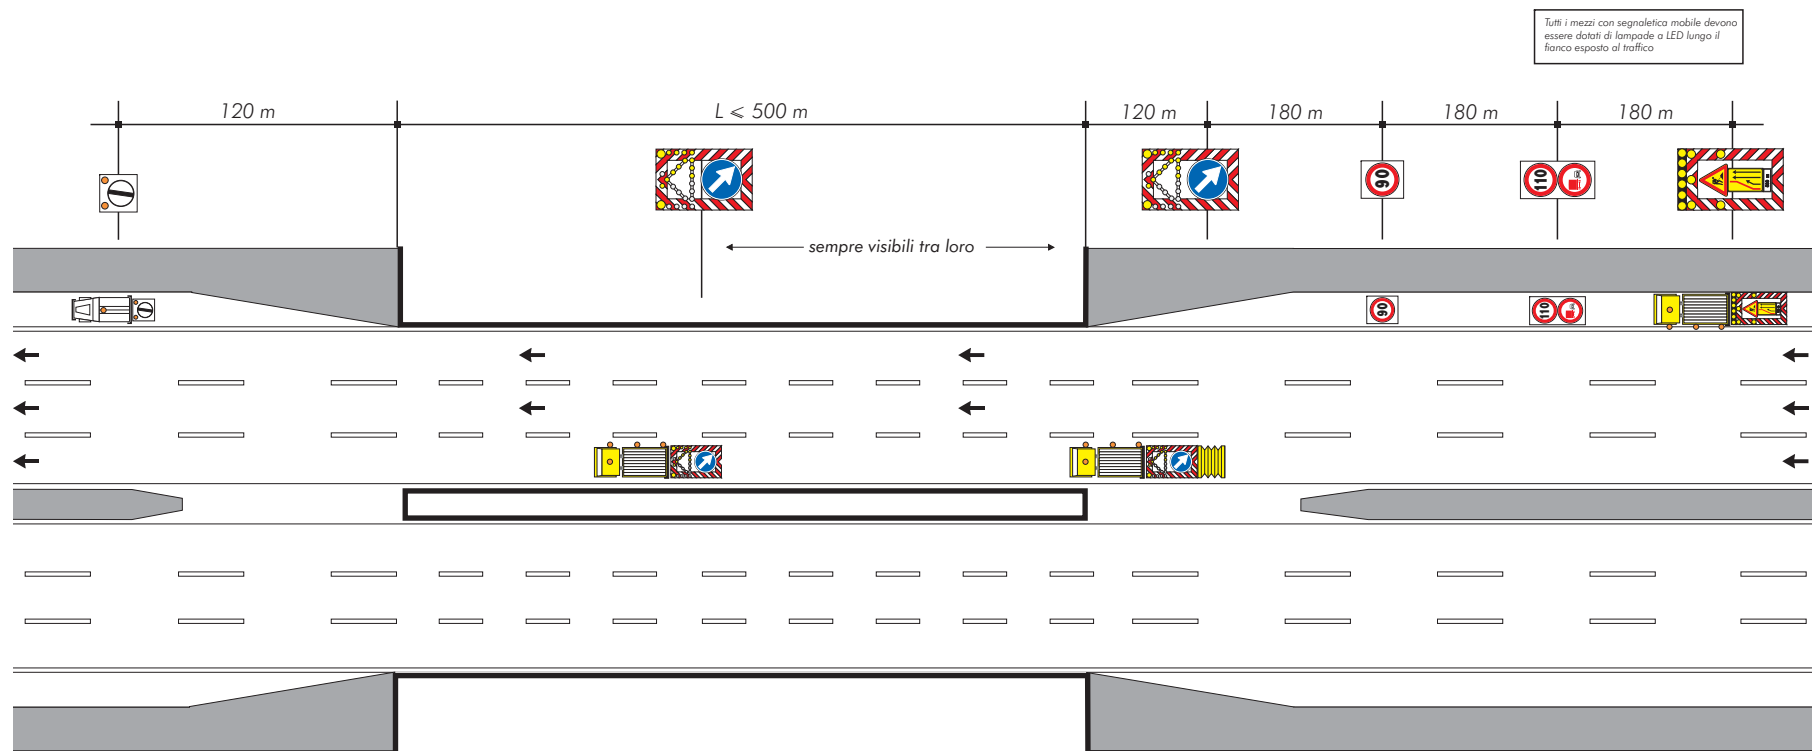 Tutti i mezzi con segnaletica mobile devono
essere dotati di lampade a LED lungo il
fianco esposto al traffico
120 m
L ⩽ 500 m
120 m
180 m
180 m
180 m
90
110
sempre visibili tra loro
90
110